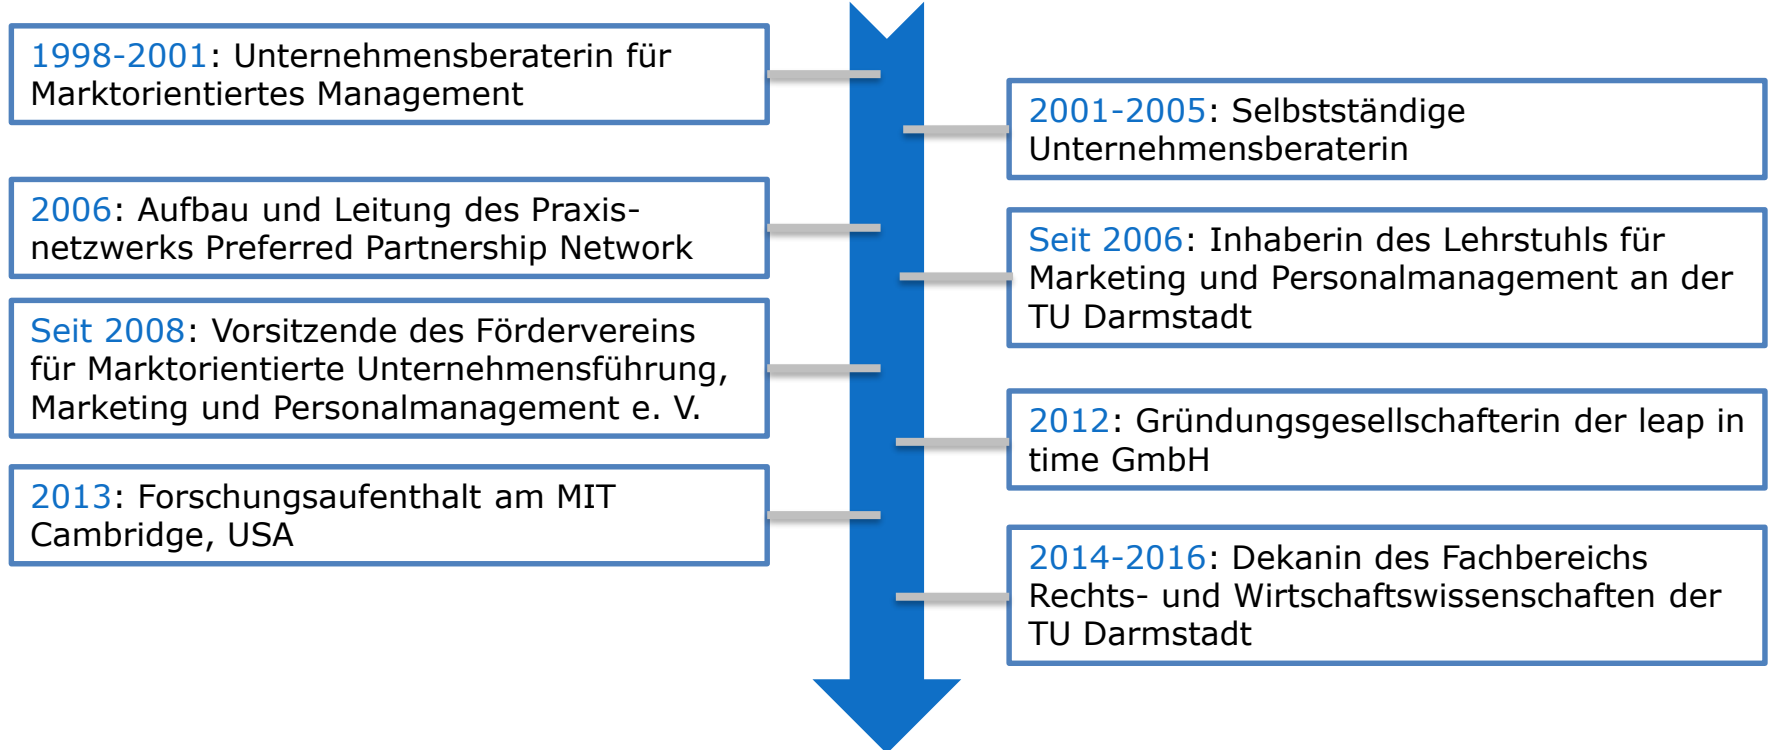 1998-2001: Unternehmensberaterin für
Marktorientiertes Management
2001-2005: Selbstständige
Unternehmensberaterin
2006: Aufbau und Leitung des Praxis-
netzwerks Preferred Partnership Network
Seit 2006: Inhaberin des Lehrstuhls für
Marketing und Personalmanagement an der
TU Darmstadt
Seit 2008: Vorsitzende des Fördervereins
für Marktorientierte Unternehmensführung,
Marketing und Personalmanagement e. V.
2012: Gründungsgesellschafterin der leap in
time GmbH
2013: Forschungsaufenthalt am MIT
Cambridge, USA
2014-2016: Dekanin des Fachbereichs
Rechts- und Wirtschaftswissenschaften der
TU Darmstadt